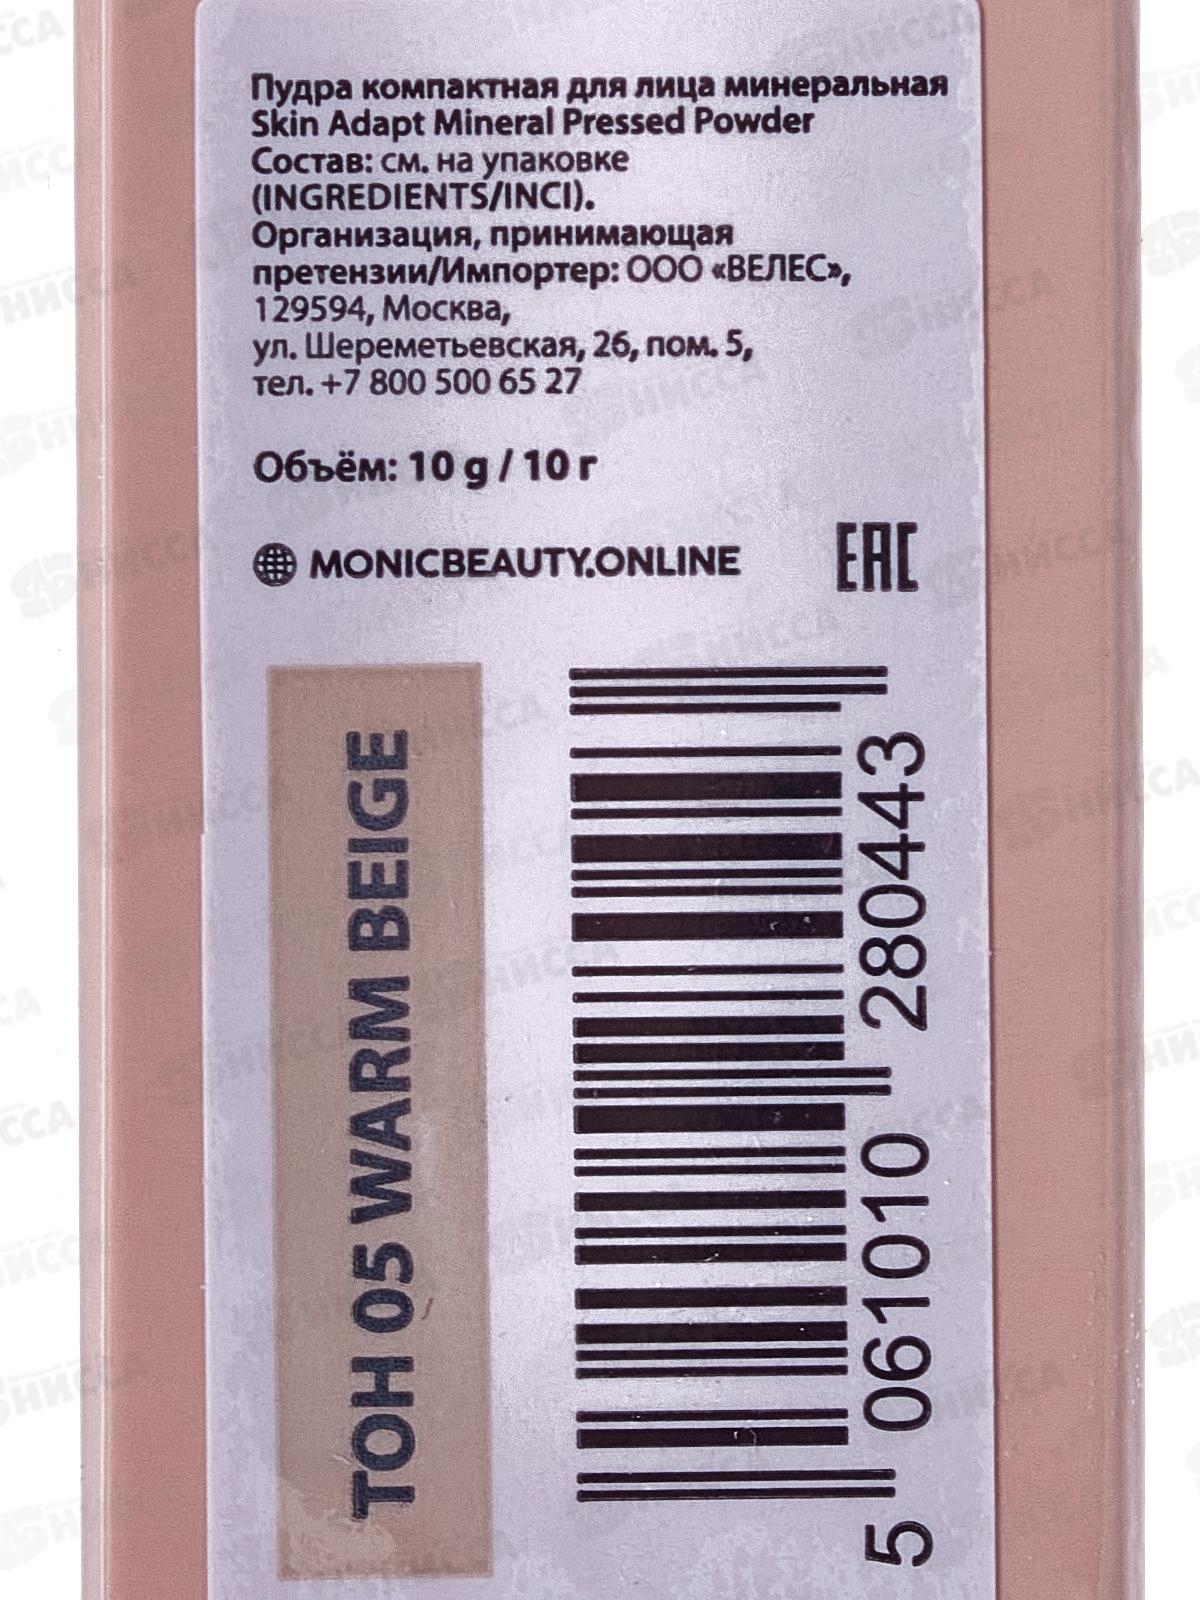 Пудра компактная для лица минеральная
Skin Adapt Mineral Pressed Powder
Состав: см. на упаковке
(INGREDIENTS/INCI).
Организация, принимающая
претензии/Импортер: ООО «ВЕЛЕС»,
129594, Москва,
ул. Шереметьевская, 26, пом. 5,
тел. +7 800 500 65 27
Объём: 10 g / 10 г
MONICBEAUTY.ONLINE
EAC
ТОН 05 WARM BEIGE
5 061010 280443